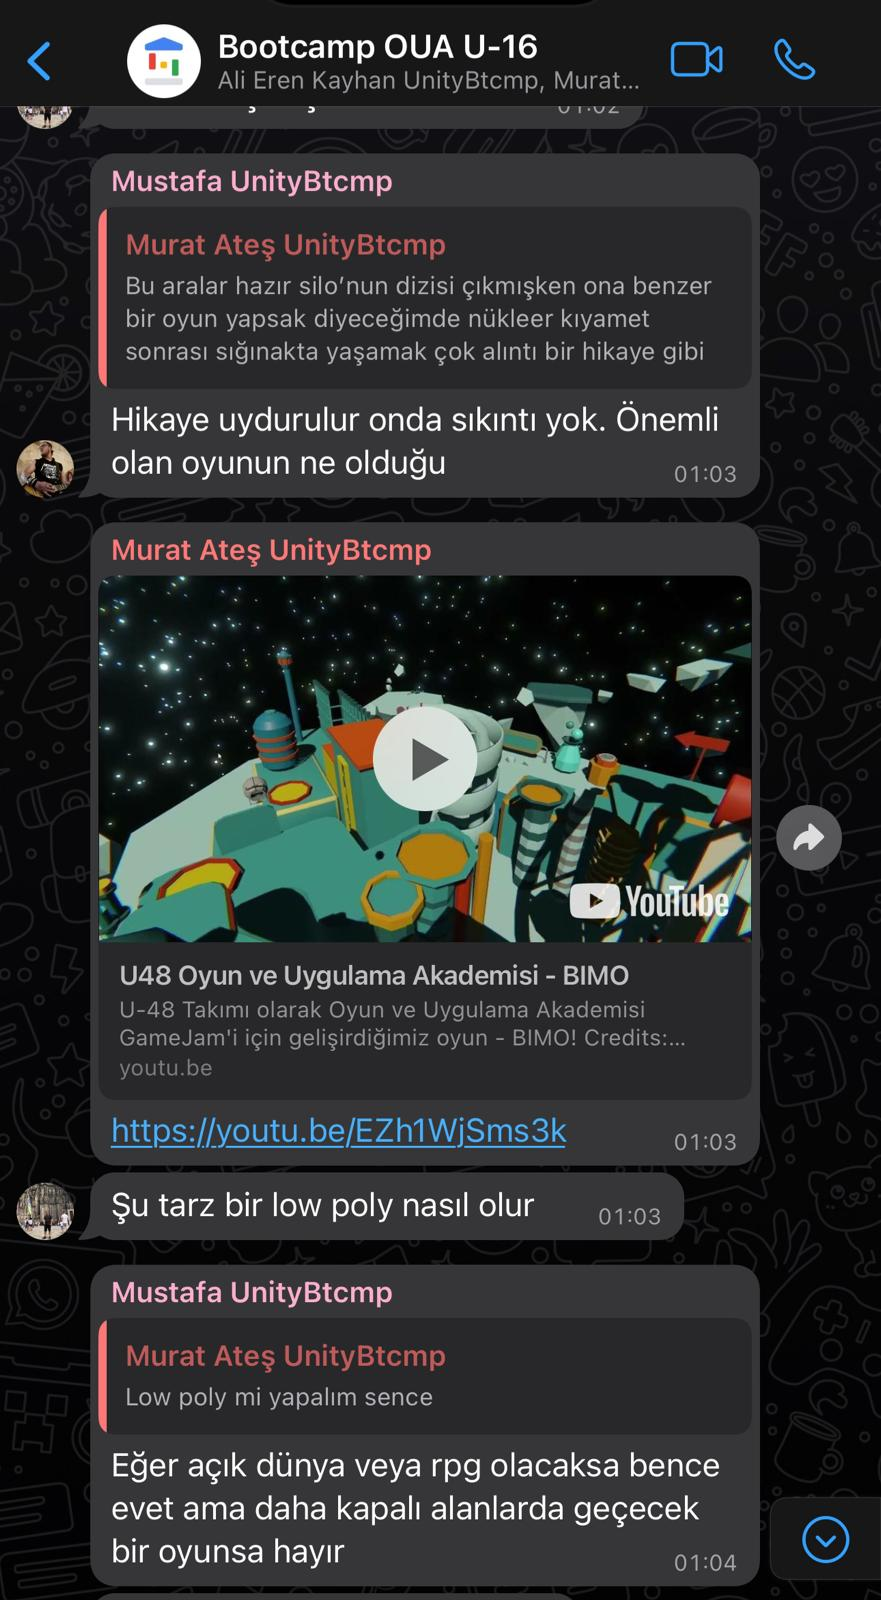 Bootcamp OUA U-16
Ali Eren Kayhan UnityBtcmp, Murat...
01:02
Mustafa UnityBtcmp
Murat Ateş UnityBtcmp
Bu aralar hazır silo’nun dizisi çıkmışken ona benzer
bir oyun yapsak diyeceğimde nükleer kıyamet
sonrası sığınakta yaşamak çok alıntı bir hikaye gibi
Hikaye uydurulur onda sıkıntı yok. Önemli
olan oyunun ne olduğu
01:03
Murat Ateş UnityBtcmp
YouTube
U48 Oyun ve Uygulama Akademisi - BIMO
U-48 Takımı olarak Oyun ve Uygulama Akademisi
GameJam'i için gelişirdiğimiz oyun - BIMO! Credits:...
youtu.be
https://youtu.be/EZh1WjSms3k
01:03
Şu tarz bir low poly nasıl olur
01:03
Mustafa UnityBtcmp
Murat Ateş UnityBtcmp
Low poly mi yapalım sence
Eğer açık dünya veya rpg olacaksa bence
evet ama daha kapalı alanlarda geçecek
bir oyunsa hayır
01:04